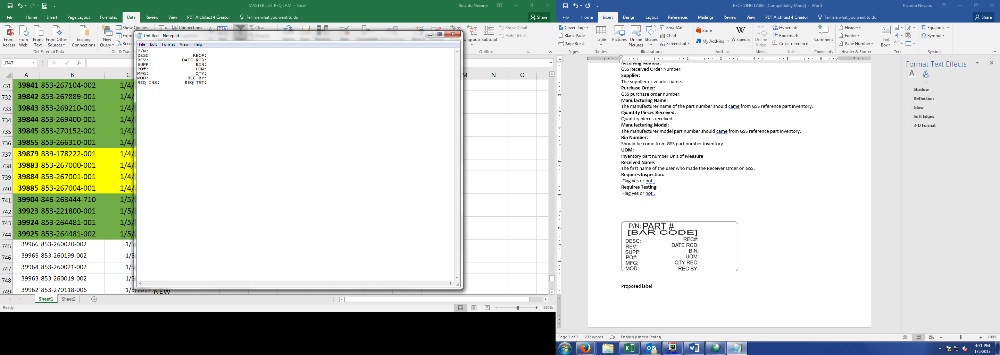 MASTER LIST RFQ LAM - Excel
Ricardo Nevarez
File Home Insert Page Layout Formulas Data Review View PDF Architect 4 Creator Tell me what you want to do Share
From Access
From Web
From Text
From Other Sources
Existing Connections
New Query
Show Queries
From
Recen
Connections
Clear
Ungroup
Subtotal
Show Detail
Hide Detail
Get External Data
Get & Transf
Outline
J747
A B C M N O
731 39841 853-267104-002 1/4/
732 39842 853-267889-001 1/4/
733 39843 853-269210-001 1/4/
734 39844 853-269400-001 1/4/
735 39845 853-270152-001 1/4/
736 39855 853-266310-001 1/4/
737 39879 839-178222-001 1/4/
738 39883 853-267000-001 1/4/
739 39884 853-267001-001 1/4/
740 39885 853-267004-001 1/4/
741 39904 846-263444-710 1/5/
742 39923 853-221800-001 1/5/
743 39924 853-264481-001 1/5/
744 39925 853-264481-002 1/5/
745 39966 853-260020-002 1/5
746 39965 853-260199-002 1/5
747 39964 853-260021-002 1/5
748 39963 853-260019-002 1/5
749 39962 853-270118-006 1/5/2017 NEW
Sheet1 Sheet2
Ready
130%
Untitled - Notepad
File Edit Format View Help
P/N:
DESC: REC#:
REV: DATE RCD:
SUPP: BIN:
PO#: UOM:
MFG: QTY:
MOD: REC BY:
REQ INS: REQ TST:
RECEIVING LABEL [Compatibility Mode] - Word
Ricardo Nevarez
File Home Insert Design Layout References Mailings Review View PDF Architect 4 Creator Tell me what you want to do Share
Cover Page
Blank Page
Page Break
Table
Pictures
Online Pictures
Shapes
SmartArt
Chart
Screenshot
Store
My Add-ins
Wikipedia
Online Video
Hyperlink
Bookmark
Cross-reference
Comment
Header
Footer
Page Number
Text Box
Equation
Symbol
Pages Tables Illustrations Add-ins Media Links Comments Header & Footer Text Symbols
1 1 2 3 4 5 6 7
Receiving Number:
GSS Received Order Number.
Supplier:
The supplier or vendor name.
Purchase Order:
GSS purchase order number.
Manufacturing Name:
The manufacturer name of the part number should came from GSS reference part inventory.
Quantity Pieces Received:
Quantity pieces received.
Manufacturing Model:
The manufacturer model part number should came from GSS reference part inventory.
Bin Number:
Should be come from GSS part number inventory
UOM:
Inventory part number Unit of Measure
Received Name:
The first name of the user who made the Receiver Order on GSS.
Requires Inspection:
Flag yes or not .
Requires Testing:
Flag yes or not .
P/N: PART #
[BAR CODE]
DESC: REC#:
REV: DATE RCD:
SUPP: BIN:
PO#: UOM:
MFG: QTY REC:
MOD: REC BY:
Proposed label
Format Text Effects
Shadow
Reflection
Glow
Soft Edges
3-D Format
Page 2 of 2 202 words English (United States)
100%
4:31 PM
1/5/2017